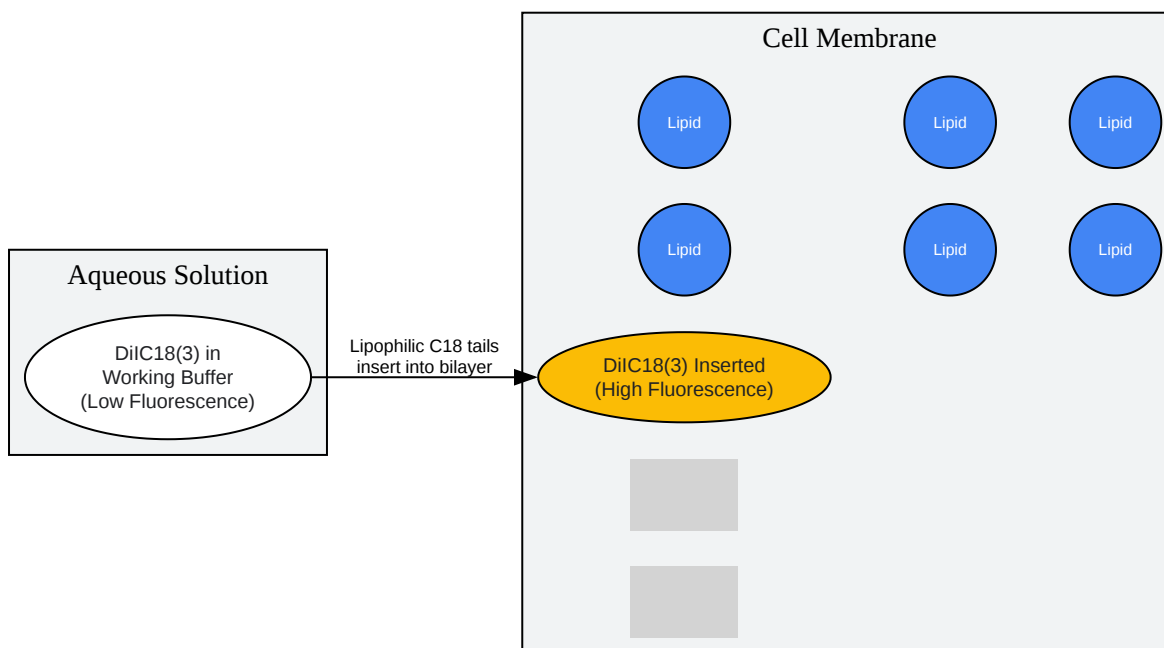 Cell Membrane
Lipid
Lipid
Lipid
Lipid
Lipid
Lipid
Aqueous Solution
DiIC18(3) in
Working Buffer
(Low Fluorescence)
Lipophilic C18 tails
insert into bilayer
DiIC18(3) Inserted
(High Fluorescence)